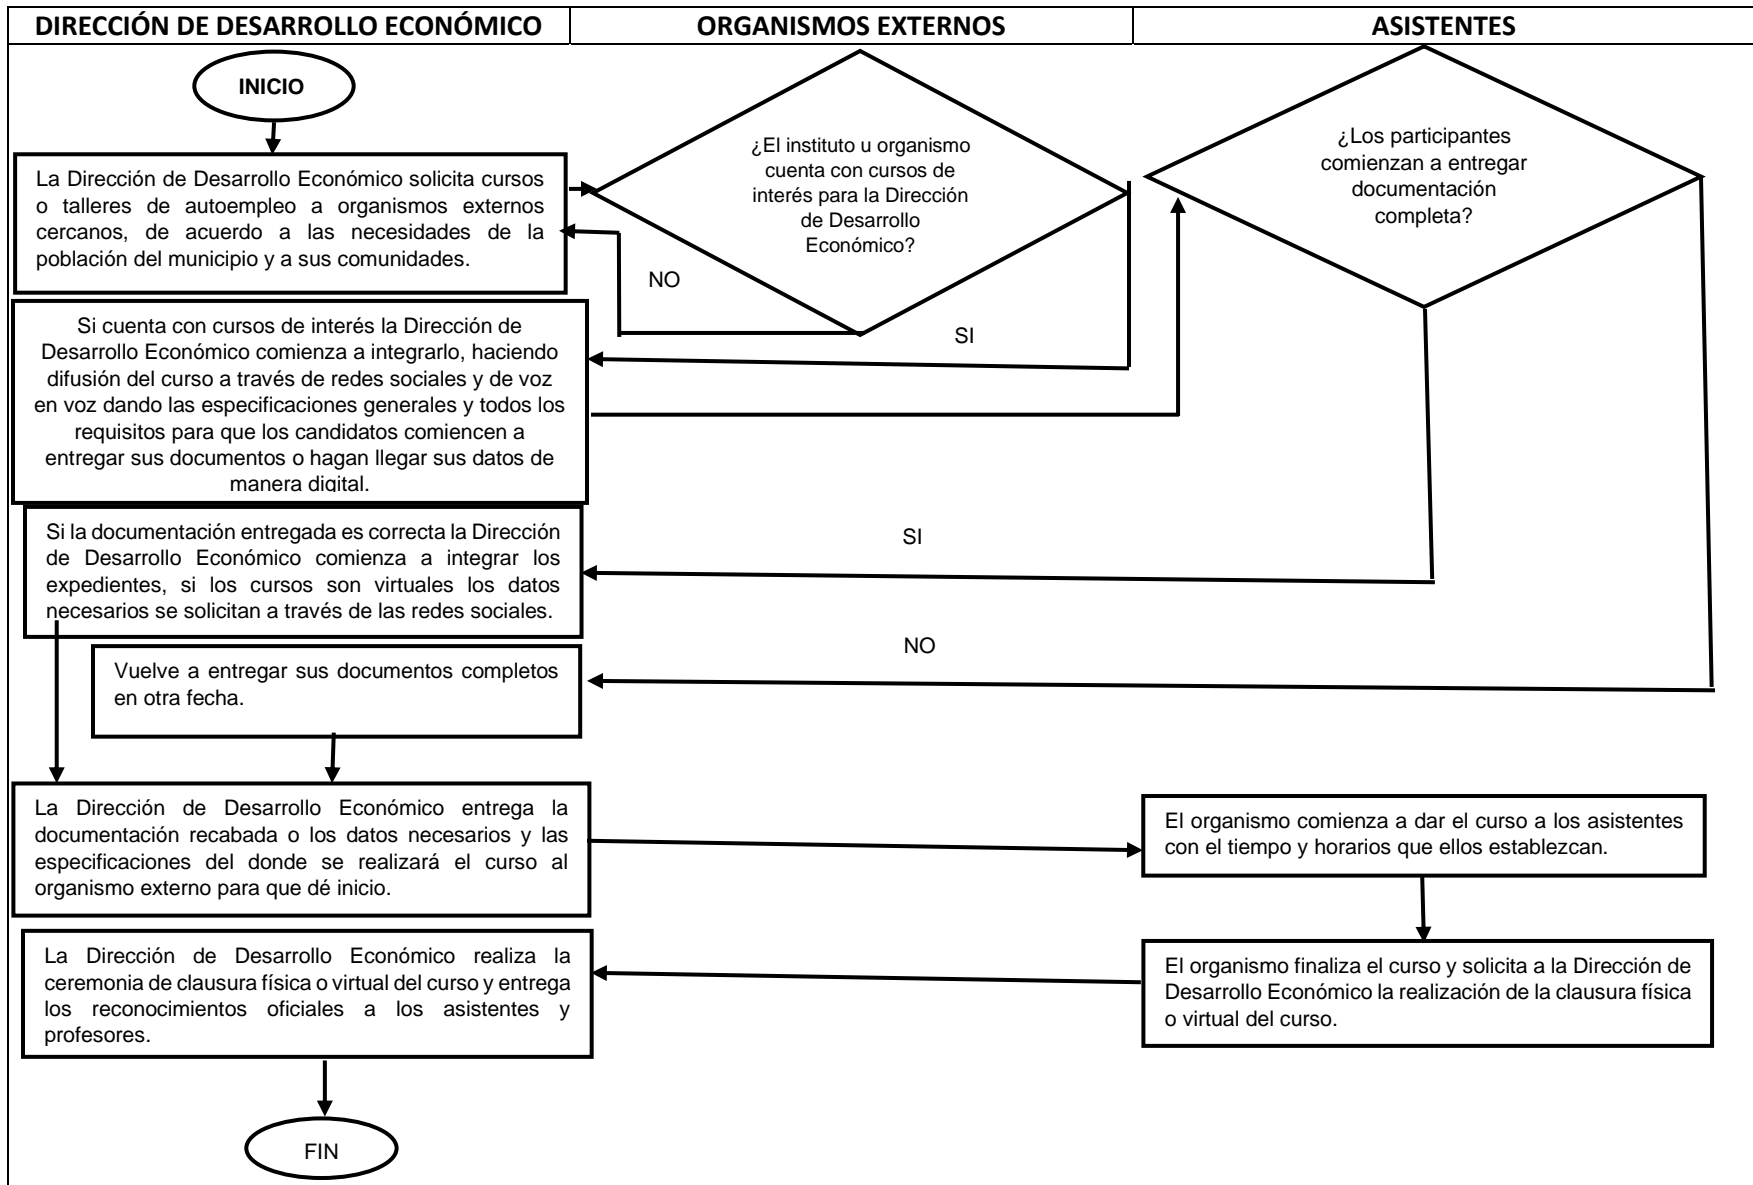 DIRECCIÓN DE DESARROLLO ECONÓMICO
ORGANISMOS EXTERNOS
ASISTENTES
INICIO
La Dirección de Desarrollo Económico solicita cursos
o talleres de autoempleo a organismos externos
cercanos, de acuerdo a las necesidades de la
población del municipio y a sus comunidades.
¿El instituto u organismo
cuenta con cursos de
interés para la Dirección
de Desarrollo
Económico?
¿Los participantes
comienzan a entregar
documentación
completa?
NO
SI
Si cuenta con cursos de interés la Dirección de
Desarrollo Económico comienza a integrarlo, haciendo
difusión del curso a través de redes sociales y de voz
en voz dando las especificaciones generales y todos los
requisitos para que los candidatos comiencen a
entregar sus documentos o hagan llegar sus datos de
manera digital.
Si la documentación entregada es correcta la Dirección
de Desarrollo Económico comienza a integrar los
expedientes, si los cursos son virtuales los datos
necesarios se solicitan a través de las redes sociales.
SI
NO
Vuelve a entregar sus documentos completos
en otra fecha.
La Dirección de Desarrollo Económico entrega la
documentación recabada o los datos necesarios y las
especificaciones del donde se realizará el curso al
organismo externo para que dé inicio.
El organismo comienza a dar el curso a los asistentes
con el tiempo y horarios que ellos establezcan.
La Dirección de Desarrollo Económico realiza la
ceremonia de clausura física o virtual del curso y entrega
los reconocimientos oficiales a los asistentes y
profesores.
El organismo finaliza el curso y solicita a la Dirección de
Desarrollo Económico la realización de la clausura física
o virtual del curso.
FIN